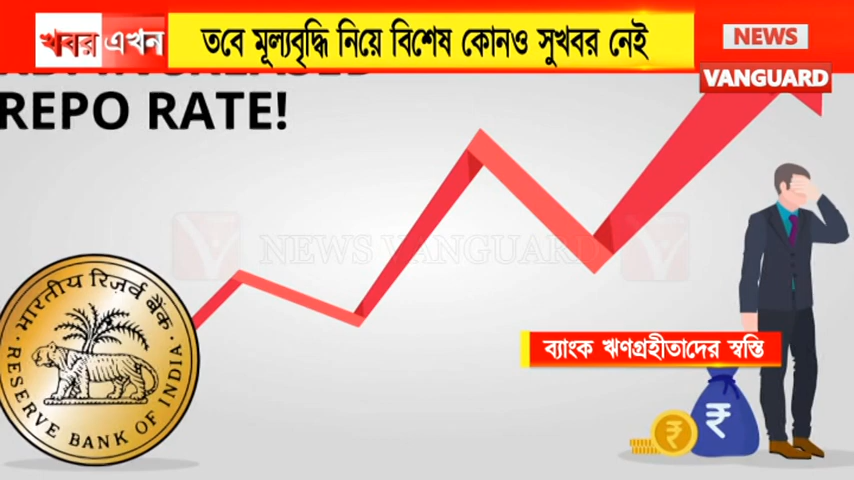 খবর এখন
তবে মূল্যবৃদ্ধি নিয়ে বিশেষ কোনও সুখবর নেই
NEWS
VANGUARD
REPO RATE!
NEWS VANGUARD
भारतीय रिज़र्व बैंक
RESERVE BANK OF INDIA
ব্যাংক ঋণগ্রহীতাদের স্বস্তি
₹
₹